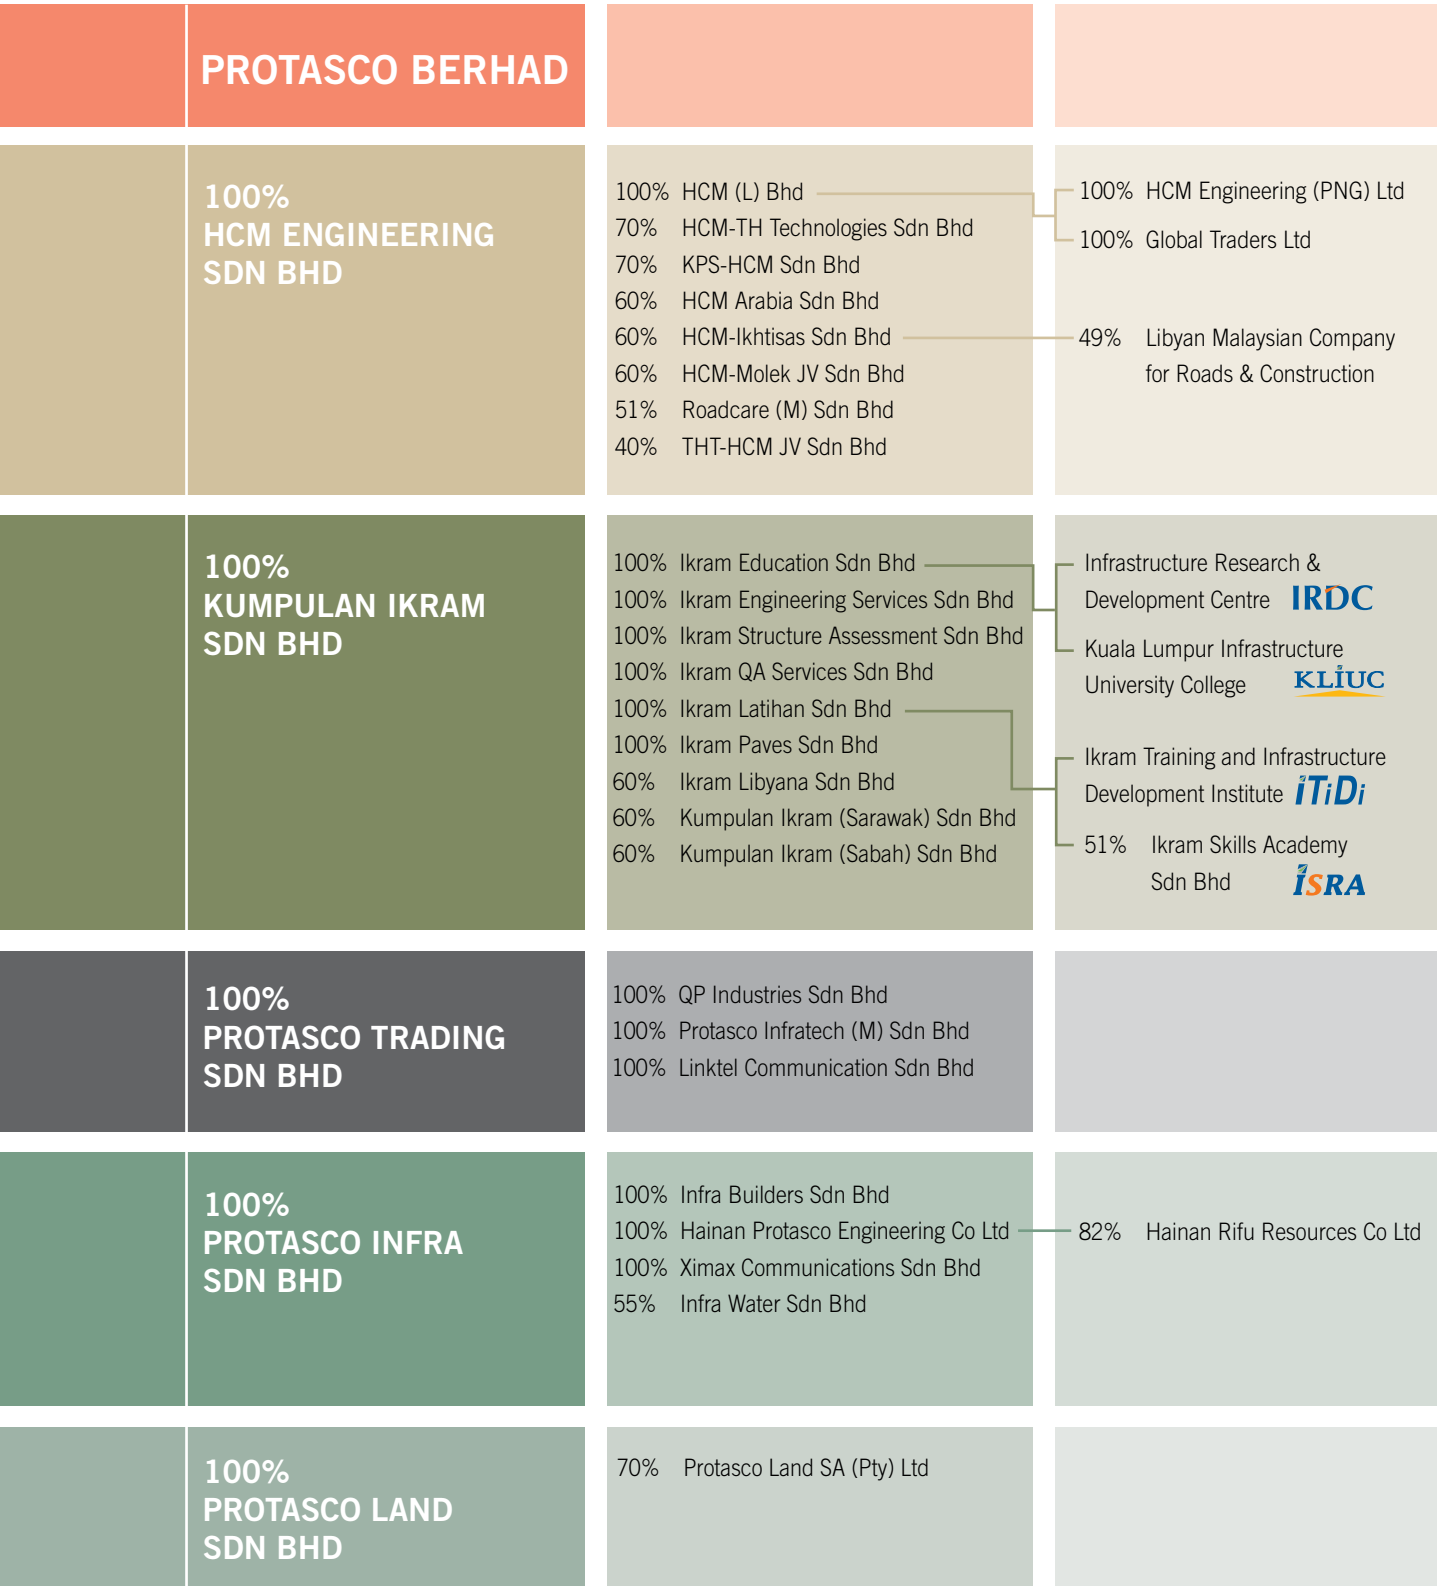 PROTASCO BERHAD
100%
HCM ENGINEERING
SDN BHD
100% HCM (L) Bhd
70% HCM-TH Technologies Sdn Bhd
70% KPS-HCM Sdn Bhd
60% HCM Arabia Sdn Bhd
60% HCM-Ikhtisas Sdn Bhd
60% HCM-Molek JV Sdn Bhd
51% Roadcare (M) Sdn Bhd
40% THT-HCM JV Sdn Bhd
100% HCM Engineering (PNG) Ltd
100% Global Traders Ltd
49% Libyan Malaysian Company
for Roads & Construction
100%
KUMPULAN IKRAM
SDN BHD
100% Ikram Education Sdn Bhd
100% Ikram Engineering Services Sdn Bhd
100% Ikram Structure Assessment Sdn Bhd
100% Ikram QA Services Sdn Bhd
100% Ikram Latihan Sdn Bhd
100% Ikram Paves Sdn Bhd
60% Ikram Libyana Sdn Bhd
60% Kumpulan Ikram (Sarawak) Sdn Bhd
60% Kumpulan Ikram (Sabah) Sdn Bhd
Infrastructure Research &
Development Centre IRDC
Kuala Lumpur Infrastructure
University College KLIUC
Ikram Training and Infrastructure
Development Institute iTiDi
51% Ikram Skills Academy
Sdn Bhd ISRA
100%
PROTASCO TRADING
SDN BHD
100% QP Industries Sdn Bhd
100% Protasco Infratech (M) Sdn Bhd
100% Linktel Communication Sdn Bhd
100%
PROTASCO INFRA
SDN BHD
100% Infra Builders Sdn Bhd
100% Hainan Protasco Engineering Co Ltd
100% Ximax Communications Sdn Bhd
55% Infra Water Sdn Bhd
82% Hainan Rifu Resources Co Ltd
100%
PROTASCO LAND
SDN BHD
70% Protasco Land SA (Pty) Ltd